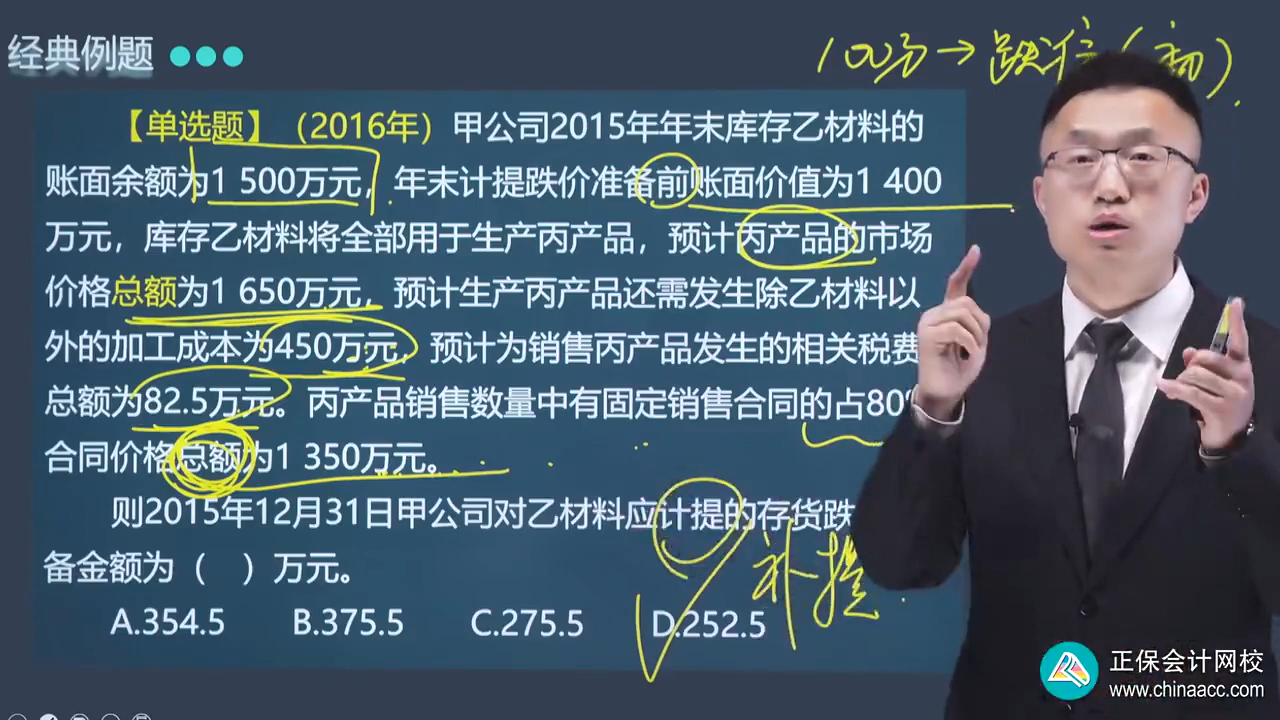 经典例题
100万→跌准(初)
【单选题】（2016年）甲公司2015年年末库存乙材料的
账面余额为1 500万元，年末计提跌价准备前账面价值为1 400
万元，库存乙材料将全部用于生产丙产品，预计丙产品的市场
价格总额为1 650万元，预计生产丙产品还需发生除乙材料以
外的加工成本为450万元，预计为销售丙产品发生的相关税费
总额为82.5万元。丙产品销售数量中有固定销售合同的占80
合同价格总额为1 350万元。
则2015年12月31日甲公司对乙材料应计提的存货跌
备金额为（ ）万元。
补提
A.354.5 B.375.5 C.275.5 D.252.5
正保会计网校
www.chinaacc.com